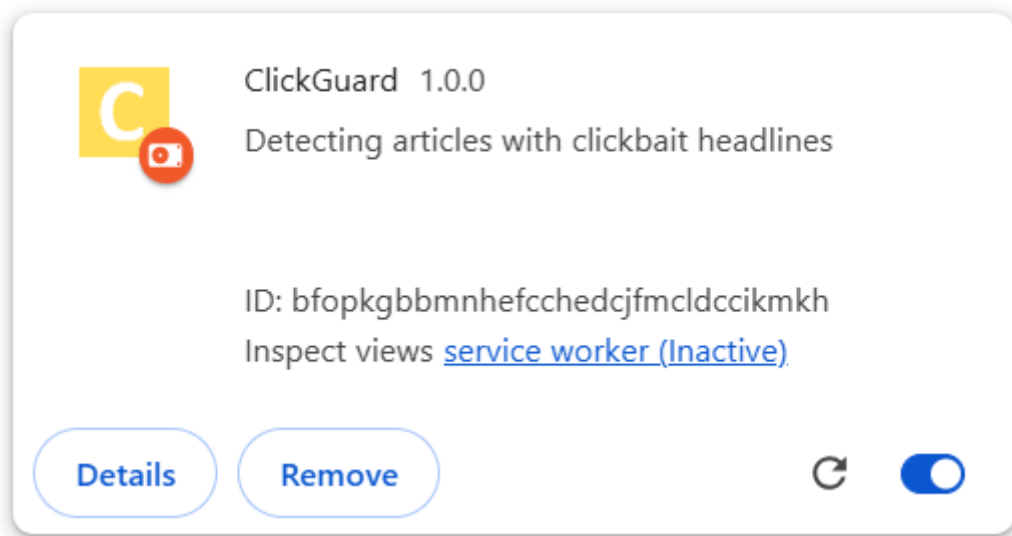 C
ClickGuard 1.0.0
Detecting articles with clickbait headlines
ID: bfopkgbbmnhefcchedcjfmcldccikmkh
Inspect views service worker (Inactive)
Details Remove